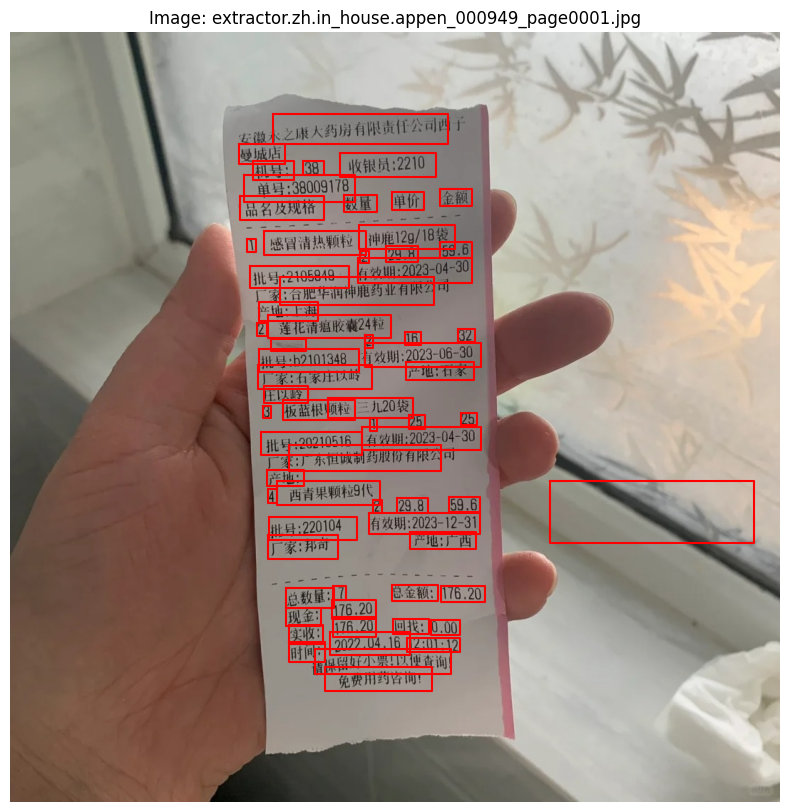 Image: extractor.zh.in_house.appen_000949_page0001.jpg
安徽永之康大药房有限责任公司西于
曼城店
机号: 38 收银员:2210
单号:38009178
品名及规格 数量 单价 金额
1 感冒清热颗粒 神鹿12g/18袋
2 29.8 59.6
批号:2105849 有效期:2023-04-30
厂家:合肥华润神鹿药业有限公司
产地:上海
2 莲花清瘟胶囊24粒
2 16 32
批号:b2101348 有效期:2023-06-30
厂家:石家庄以岭 产地:石家
庄以岭
3 板蓝根颗粒 三九20袋
1 25 25
批号:20210516 有效期:2023-04-30
厂家:广东恒诚制药股份有限公司
产地:
4 西青果颗粒9代
2 29.8 59.6
批号:220104 有效期:2023-12-31
厂家:邦奇 产地:广西
总数量: 7 总金额: 176.20
现金: 176.20
实收: 176.20 回找: 0.00
时间: 2022.04.16 12:01:12
请保留好小票!以便查询!
免费用药咨询!